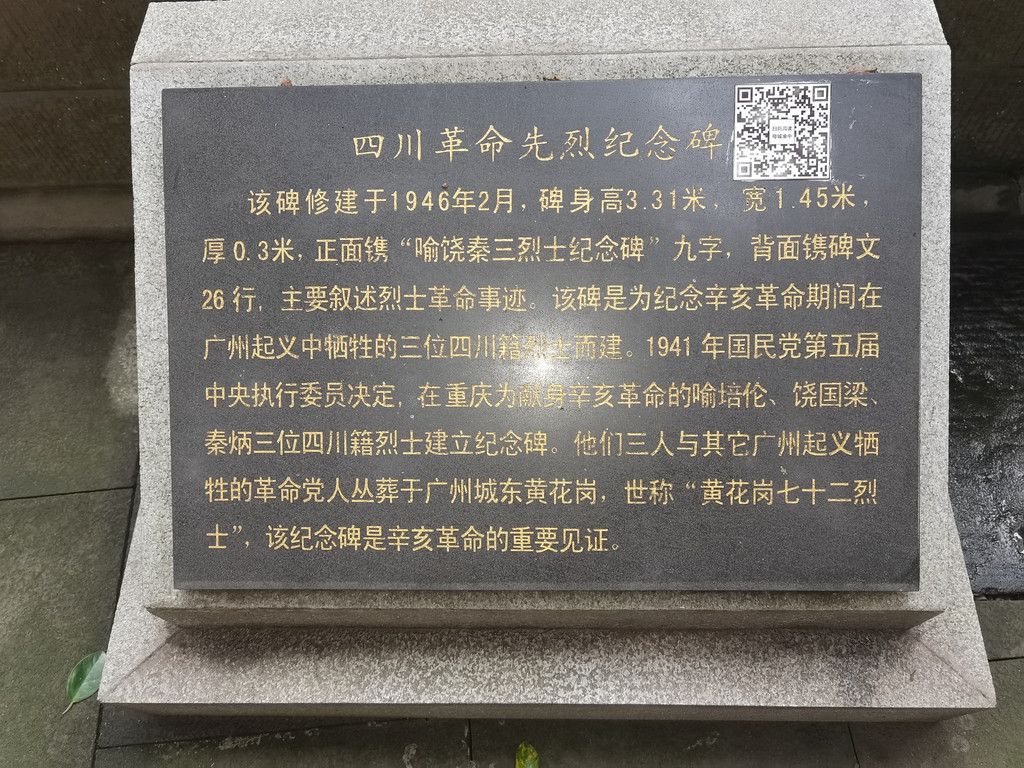 四川革命先烈纪念碑
该碑修建于1946年2月，碑身高3.31米，宽1.45米，
厚0.3米，正面镌“喻饶秦三烈士纪念碑”九字，背面镌碑文
26行，主要叙述烈士革命事迹。该碑是为纪念辛亥革命期间在
广州起义中牺牲的三位四川籍烈士而建。1941年国民党第五届
中央执行委员决定，在重庆为献身辛亥革命的喻培伦、饶国梁、
秦炳三位四川籍烈士建立纪念碑。他们三人与其它广州起义牺
牲的革命党人丛葬于广州城东黄花岗，世称“黄花岗七十二烈
士”，该纪念碑是辛亥革命的重要见证。